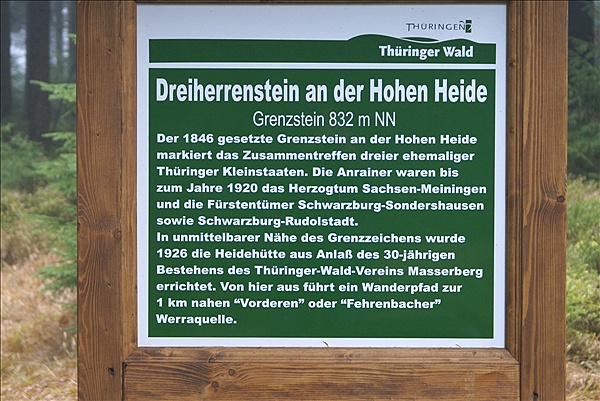 THÜRINGEN
Thüringer Wald
Dreiherrenstein an der Hohen Heide
Grenzstein 832 m NN
Der 1846 gesetzte Grenzstein an der Hohen Heide
markiert das Zusammentreffen dreier ehemaliger
Thüringer Kleinstaaten. Die Anrainer waren bis
zum Jahre 1920 das Herzogtum Sachsen-Meiningen
und die Fürstentümer Schwarzburg-Sondershausen
sowie Schwarzburg-Rudolstadt.
In unmittelbarer Nähe des Grenzzeichens wurde
1926 die Heidehütte aus Anlaß des 30-jährigen
Bestehens des Thüringer-Wald-Vereins Masserberg
errichtet. Von hier aus führt ein Wanderpfad zur
1 km nahen “Vorderen” oder “Fehrenbacher”
Werraquelle.